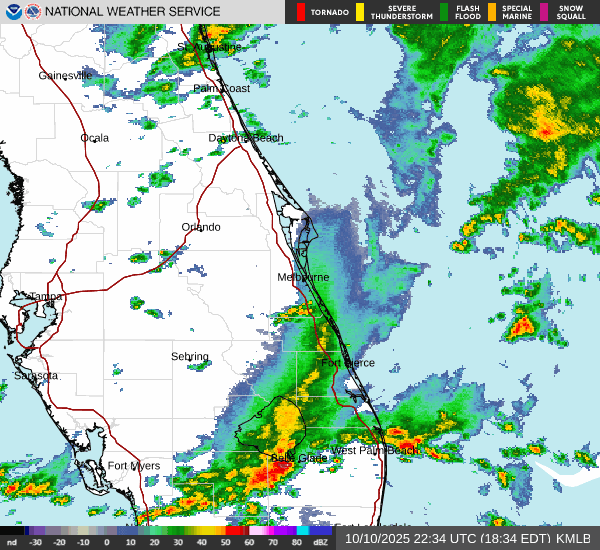 NATIONAL WEATHER SERVICE
TORNADO
SEVERE THUNDERSTORM
FLASH FLOOD
SPECIAL MARINE
SNOW SQUALL
St. Augustine
Gainesville
Palm Coast
Ocala
Daytona Beach
Orlando
Melbourne
Tampa
Sebring
Fort Pierce
Sarasota
West Palm Beach
Belle Glade
Fort Myers
nd -30 -20 -10 0 10 20 30 40 50 60 70 80 dBZ
10/10/2025 22:34 UTC (18:34 EDT) KMLB